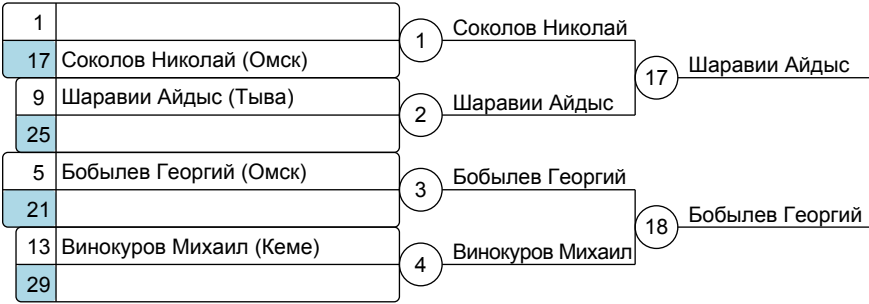 1
17 Соколов Николай (Омск)
9 Шаравии Айдыс (Тыва)
25
5 Бобылев Георгий (Омск)
21
13 Винокуров Михаил (Кеме)
29
1 Соколов Николай
2 Шаравии Айдыс
3 Бобылев Георгий
4 Винокуров Михаил
17 Шаравии Айдыс
18 Бобылев Георгий